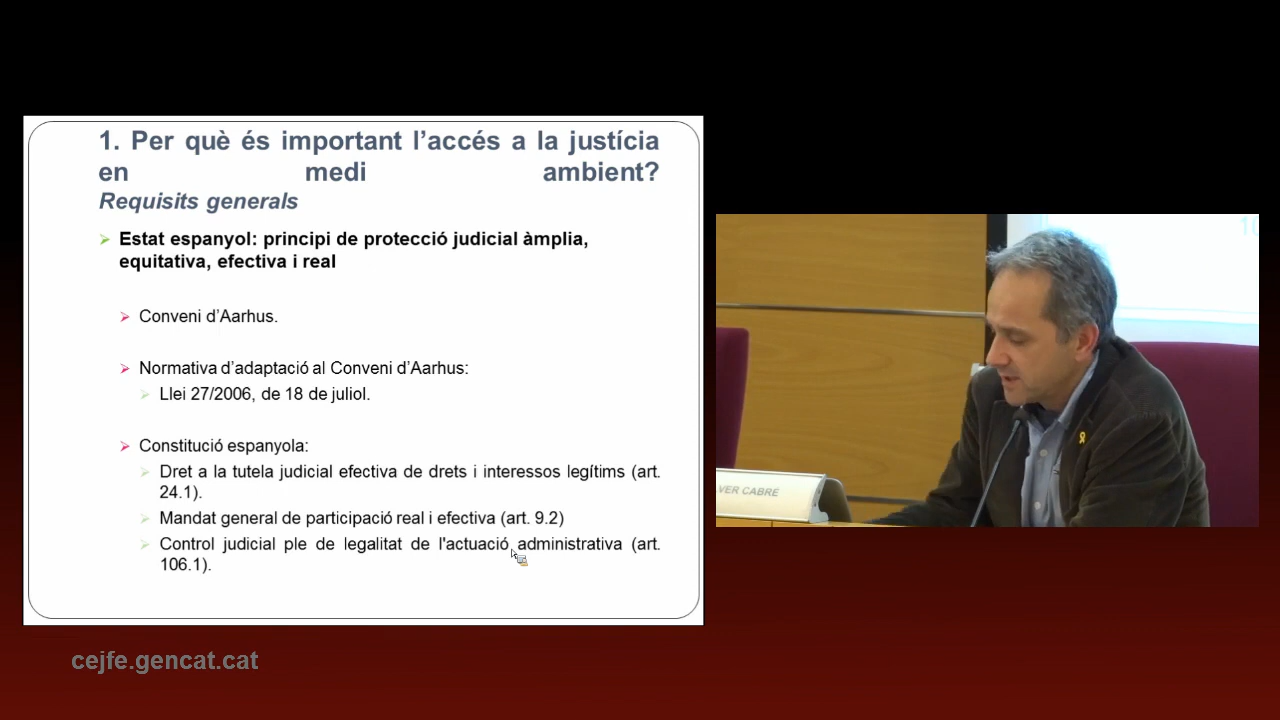 1. Per què és important l’accés a la justícia
en medi ambient?
Requisits generals
Estat espanyol: principi de protecció judicial àmplia,
equitativa, efectiva i real
Conveni d’Aarhus.
Normativa d’adaptació al Conveni d’Aarhus:
Llei 27/2006, de 18 de juliol.
Constitució espanyola:
Dret a la tutela judicial efectiva de drets i interessos legítims (art.
24.1).
Mandat general de participació real i efectiva (art. 9.2)
Control judicial ple de legalitat de l'actuació administrativa (art.
106.1).
10
VER CABRÉ
cejfe.gencat.cat